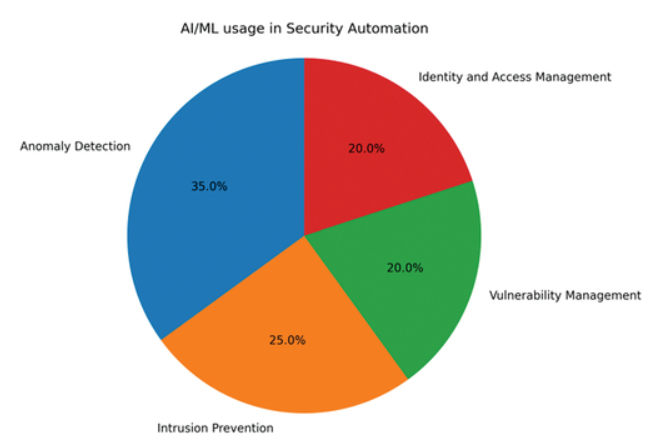 AI/ML usage in Security Automation
Identity and Access Management
20.0%
Anomaly Detection
35.0%
20.0%
Vulnerability Management
25.0%
Intrusion Prevention